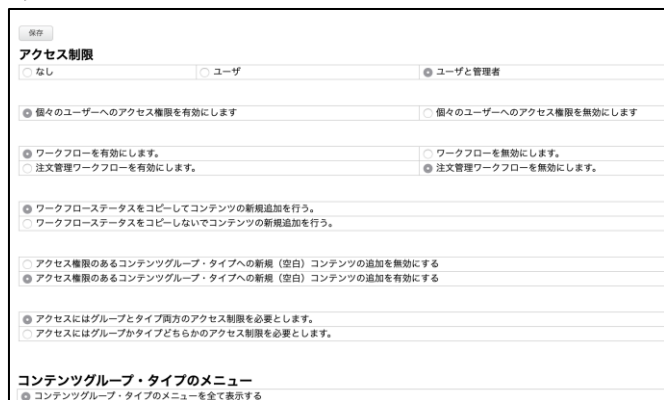 保存
アクセス制限
なし ユーザ ユーザと管理者
個々のユーザーへのアクセス権限を有効にします 個々のユーザーへのアクセス権限を無効にします
ワークフローを有効にします。 ワークフローを無効にします。
注文管理ワークフローを有効にします。 注文管理ワークフローを無効にします。
ワークフローステータスをコピーしてコンテンツの新規追加を行う。
ワークフローステータスをコピーしないでコンテンツの新規追加を行う。
アクセス権限のあるコンテンツグループ・タイプへの新規（空白）コンテンツの追加を無効にする
アクセス権限のあるコンテンツグループ・タイプへの新規（空白）コンテンツの追加を有効にする
アクセスにはグループとタイプ両方のアクセス制限を必要とします。
アクセスにはグループかタイプどちらかのアクセス制限を必要とします。
コンテンツグループ・タイプのメニュー
コンテンツグループ・タイプのメニューを全て表示する